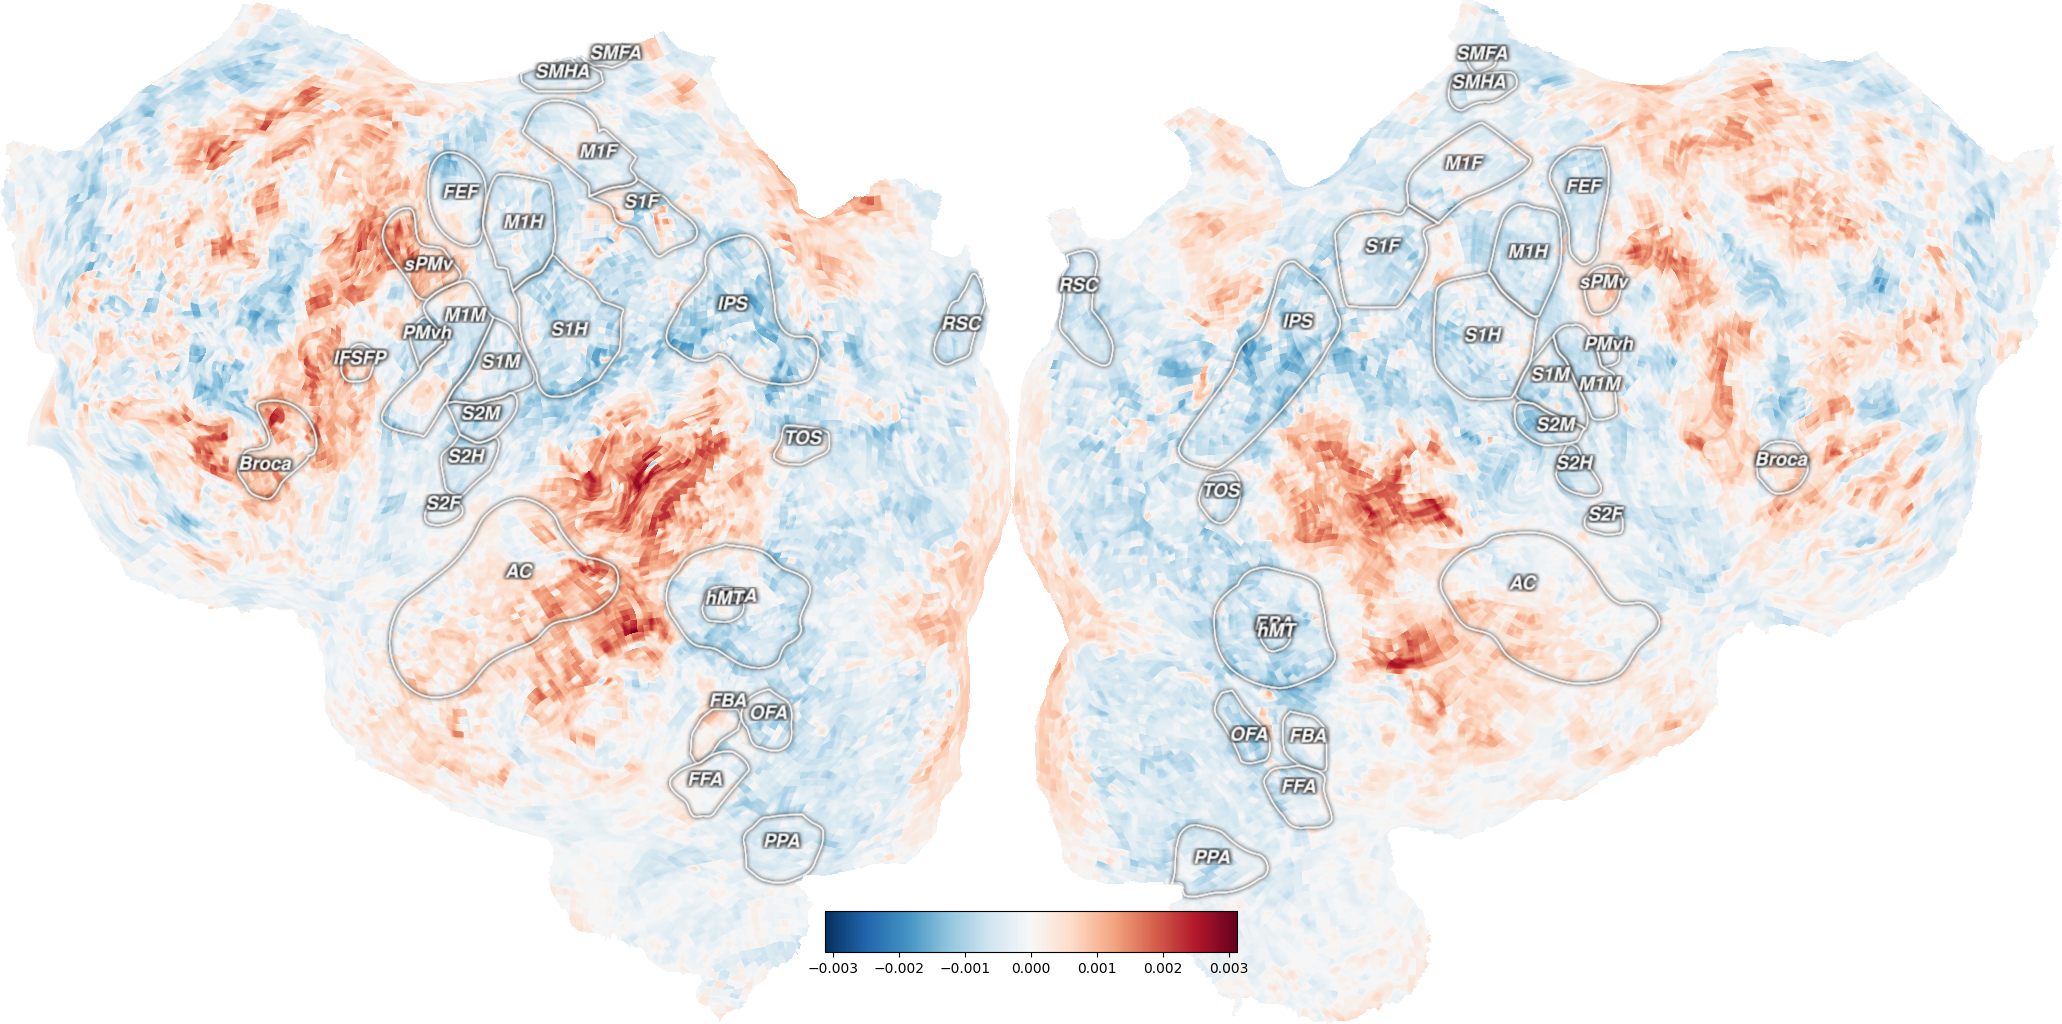 SMFA
SMHA
M1F
FEF
M1H
S1F
sPMv
IPS
M1M
PMvh
S1H
RSC
IFSFP
S1M
S2M
TOS
Broca
S2H
S2F
AC
hMT
FBA
OFA
FFA
PPA
SMFA
SMHA
M1F
FEF
S1F
M1H
RSC
sPMv
IPS
S1H
PMvh
S1M
M1M
S2M
Broca
S2H
TOS
S2F
AC
hMT
OFA
FBA
FFA
PPA
−0.003 −0.002 −0.001 0.000 0.001 0.002 0.003